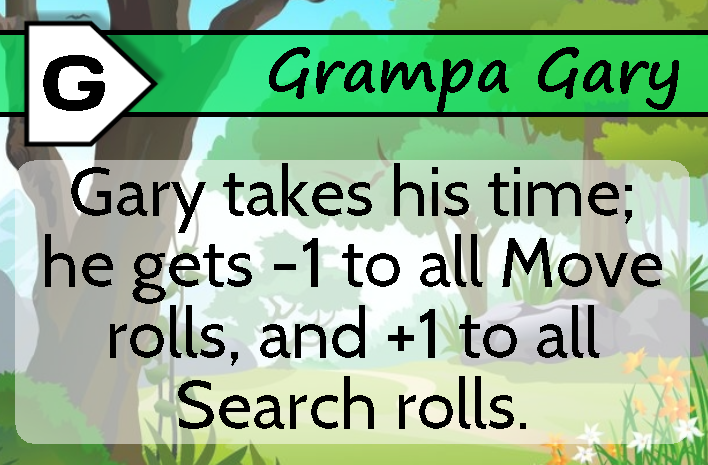 G
Grampa Gary
Gary takes his time;
he gets -1 to all Move
rolls, and +1 to all
Search rolls.